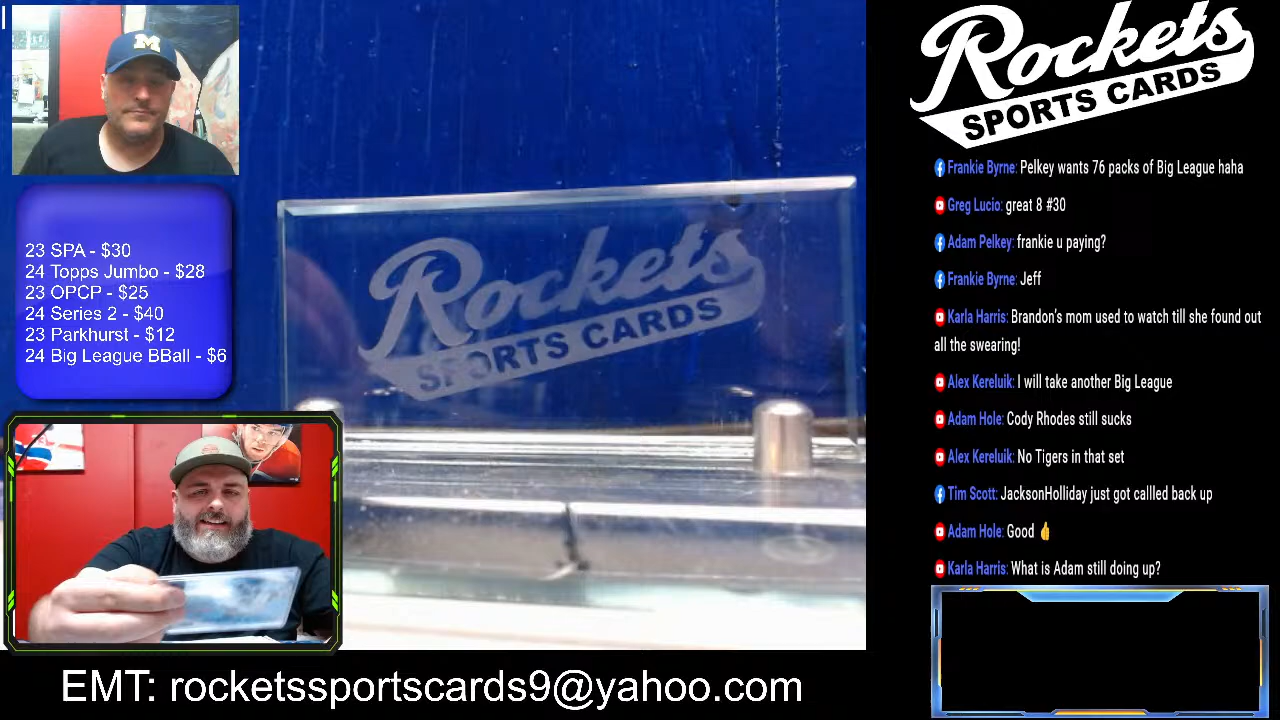 M
23 SPA - $30
24 Topps Jumbo - $28
23 OPCP - $25
24 Series 2 - $40
23 Parkhurst - $12
24 Big League BBall - $6
Rockets
SPORTS CARDS
Rockets
SPORTS CARDS
Frankie Byrne: Pelkey wants 76 packs of Big League haha
Greg Lucio: great 8 #30
Adam Pelkey: frankie u paying?
Frankie Byrne: Jeff
Karla Harris: Brandon's mom used to watch till she found out
all the swearing!
Alex Kereluik: I will take another Big League
Adam Hole: Cody Rhodes still sucks
Alex Kereluik: No Tigers in that set
Tim Scott: JacksonHolliday just got callled back up
Adam Hole: Good 👍
Karla Harris: What is Adam still doing up?
EMT: rocketssportscards9@yahoo.com